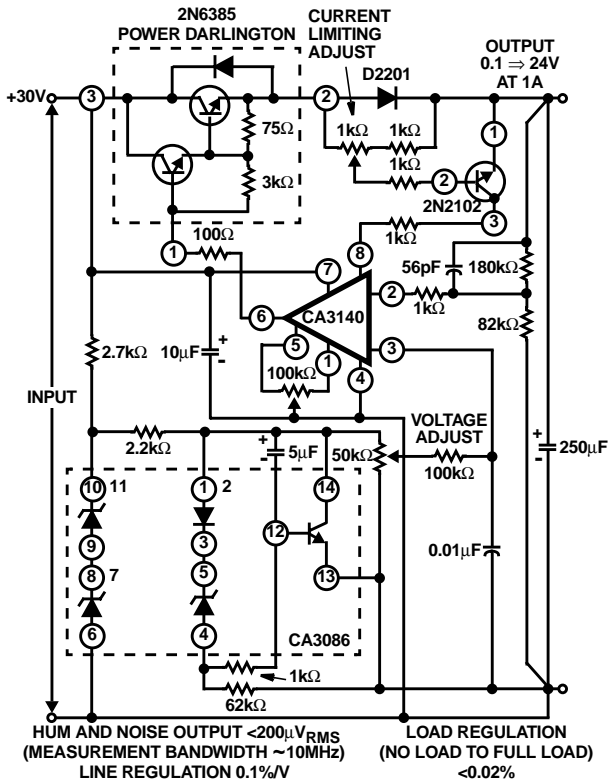 2N6385
POWER DARLINGTON
CURRENT
LIMITING
ADJUST
OUTPUT
0.1 ⇒ 24V
AT 1A
D2201
+30V
3
2
1
75Ω
3kΩ
1kΩ
1kΩ
1kΩ
2
2N2102
3
1
100Ω
1kΩ
8
7
56pF
180kΩ
6
CA3140
2
1kΩ
82kΩ
5
1
3
4
2.7kΩ
10μF
+
-
100kΩ
INPUT
VOLTAGE
ADJUST
2.2kΩ
+
-
5μF
50kΩ
100kΩ
+
-
250μF
10
11
1
2
14
9
3
12
8
7
5
13
0.01μF
6
4
CA3086
1kΩ
62kΩ
HUM AND NOISE OUTPUT <200μVRMS
(MEASUREMENT BANDWIDTH ~10MHz)
LINE REGULATION 0.1%/V
LOAD REGULATION
(NO LOAD TO FULL LOAD)
<0.02%